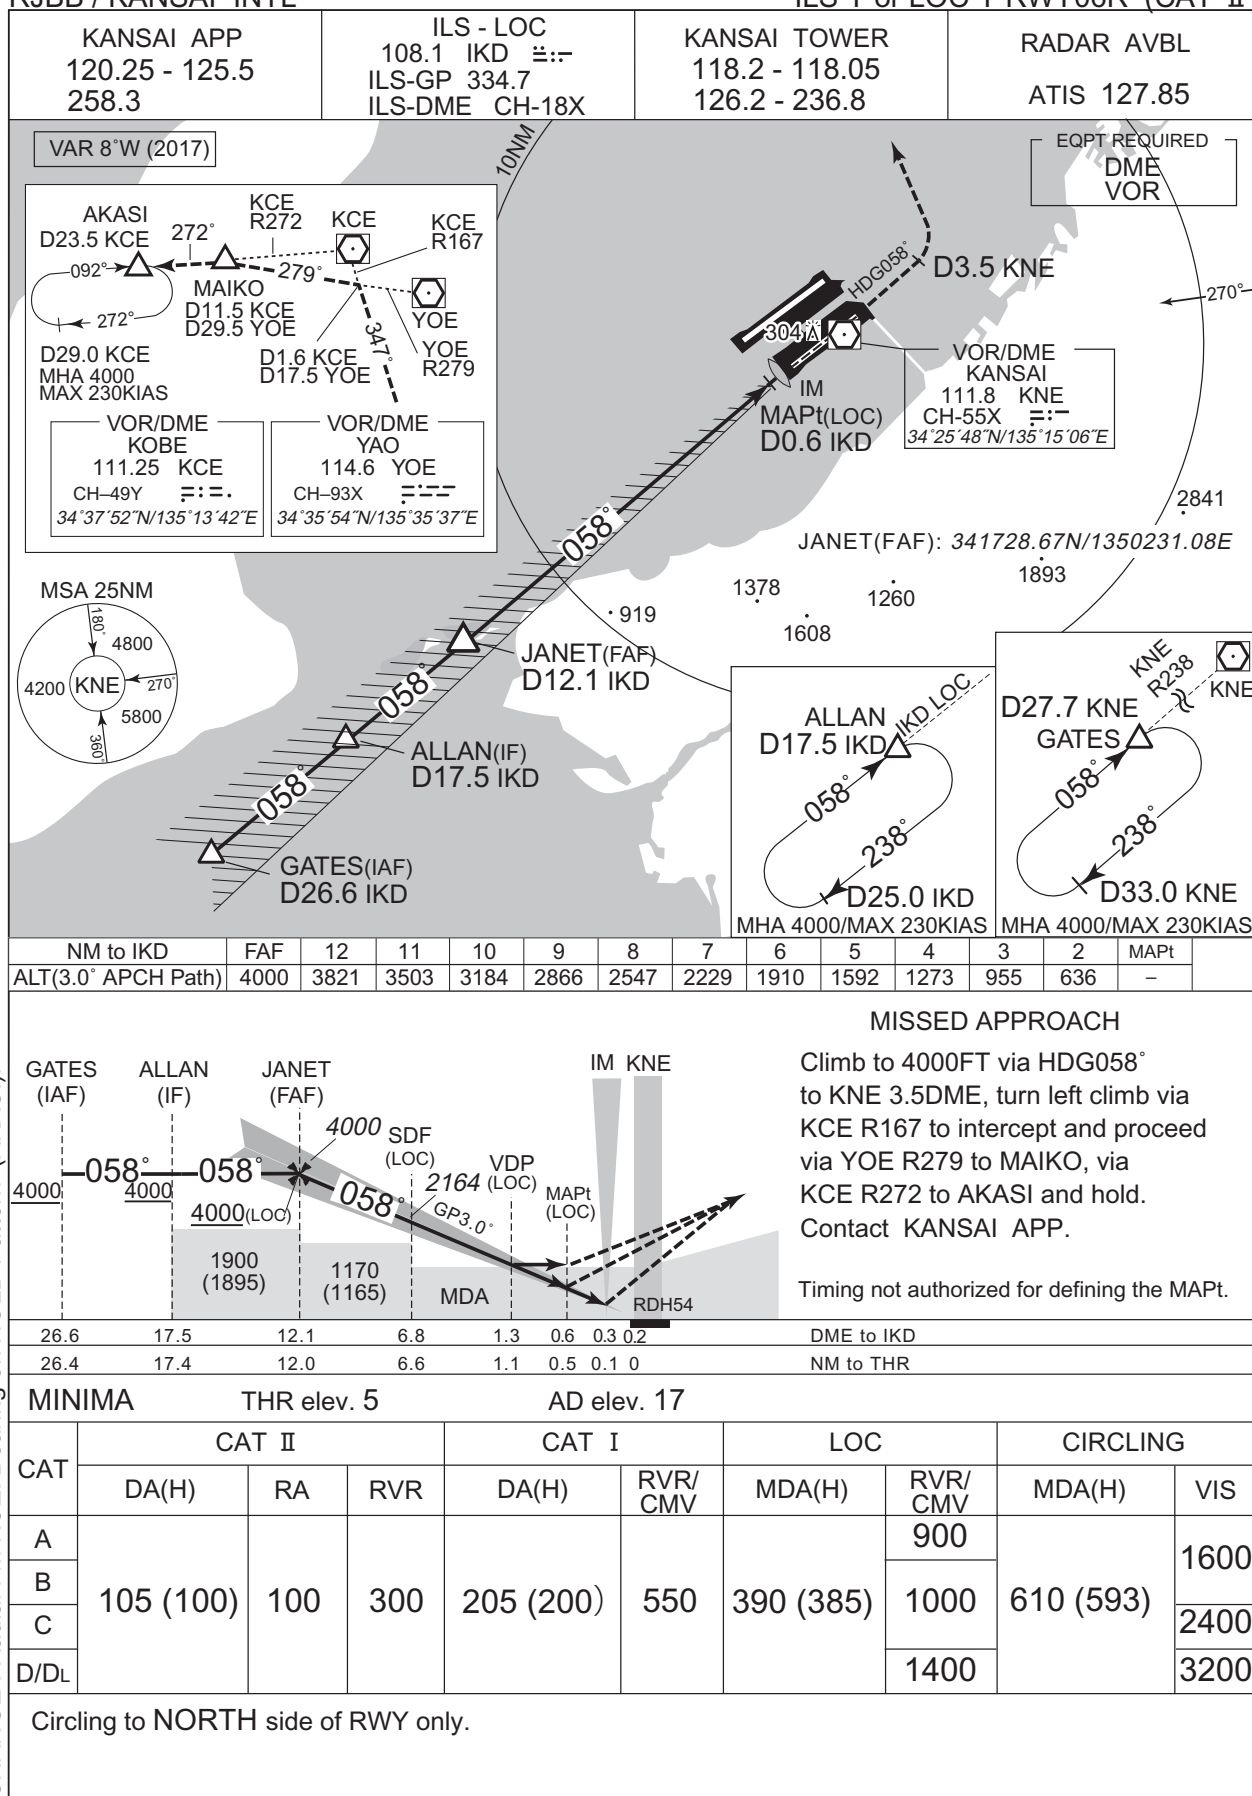 RJBB / KANSAI INTL
ILS Y or LOC Y RWY06R (CAT Ⅱ
KANSAI APP
120.25 - 125.5
258.3
ILS - LOC
108.1 IKD
ILS-GP 334.7
ILS-DME CH-18X
KANSAI TOWER
118.2 - 118.05
126.2 - 236.8
RADAR AVBL
ATIS 127.85
VAR 8°W (2017)
10NM
EQPT REQUIRED
DME
VOR
AKASI
D23.5 KCE
272°
KCE
R272
KCE
KCE
R167
092°
272°
MAIKO
D11.5 KCE
D29.5 YOE
279°
YOE
D29.0 KCE
MHA 4000
MAX 230KIAS
D1.6 KCE
D17.5 YOE
347°
YOE
R279
VOR/DME
KOBE
111.25 KCE
CH–49Y
34°37′52″N/135°13′42″E
VOR/DME
YAO
114.6 YOE
CH–93X
34°35′54″N/135°35′37″E
HDG058°
D3.5 KNE
270°
304
IM
MAPt(LOC)
D0.6 IKD
VOR/DME
KANSAI
111.8 KNE
CH-55X
34°25′48″N/135°15′06″E
2841
JANET(FAF): 341728.67N/1350231.08E
1893
1378
1260
919
1608
058°
MSA 25NM
180°
4800
4200
KNE
270°
5800
360°
JANET(FAF)
D12.1 IKD
058°
ALLAN(IF)
D17.5 IKD
058°
GATES(IAF)
D26.6 IKD
ALLAN
D17.5 IKD
IKD LOC
058°
238°
D25.0 IKD
MHA 4000/MAX 230KIAS
KNE
R238
KNE
D27.7 KNE
GATES
058°
238°
D33.0 KNE
MHA 4000/MAX 230KIAS
NM to IKD FAF 12 11 10 9 8 7 6 5 4 3 2 MAPt
ALT(3.0° APCH Path) 4000 3821 3503 3184 2866 2547 2229 1910 1592 1273 955 636 –
MISSED APPROACH
Climb to 4000FT via HDG058°
to KNE 3.5DME, turn left climb via
KCE R167 to intercept and proceed
via YOE R279 to MAIKO, via
KCE R272 to AKASI and hold.
Contact KANSAI APP.
Timing not authorized for defining the MAPt.
GATES
(IAF)
ALLAN
(IF)
JANET
(FAF)
IM KNE
4000
SDF
(LOC)
2164
VDP
(LOC)
MAPt
(LOC)
058° 058° 058°
GP3.0°
4000
4000
4000(LOC)
1900
(1895)
1170
(1165)
MDA
RDH54
26.6 17.5 12.1 6.8 1.3 0.6 0.3 0.2 DME to IKD
26.4 17.4 12.0 6.6 1.1 0.5 0.1 0 NM to THR
MINIMA THR elev. 5 AD elev. 17
CAT
CAT Ⅱ CAT Ⅰ LOC CIRCLING
DA(H) RA RVR DA(H) RVR/CMV MDA(H) RVR/CMV MDA(H) VIS
A 900
B 1600
105 (100) 100 300 205 (200) 550 390 (385) 1000 610 (593)
C 2400
D/DL 1400 3200
Circling to NORTH side of RWY only.